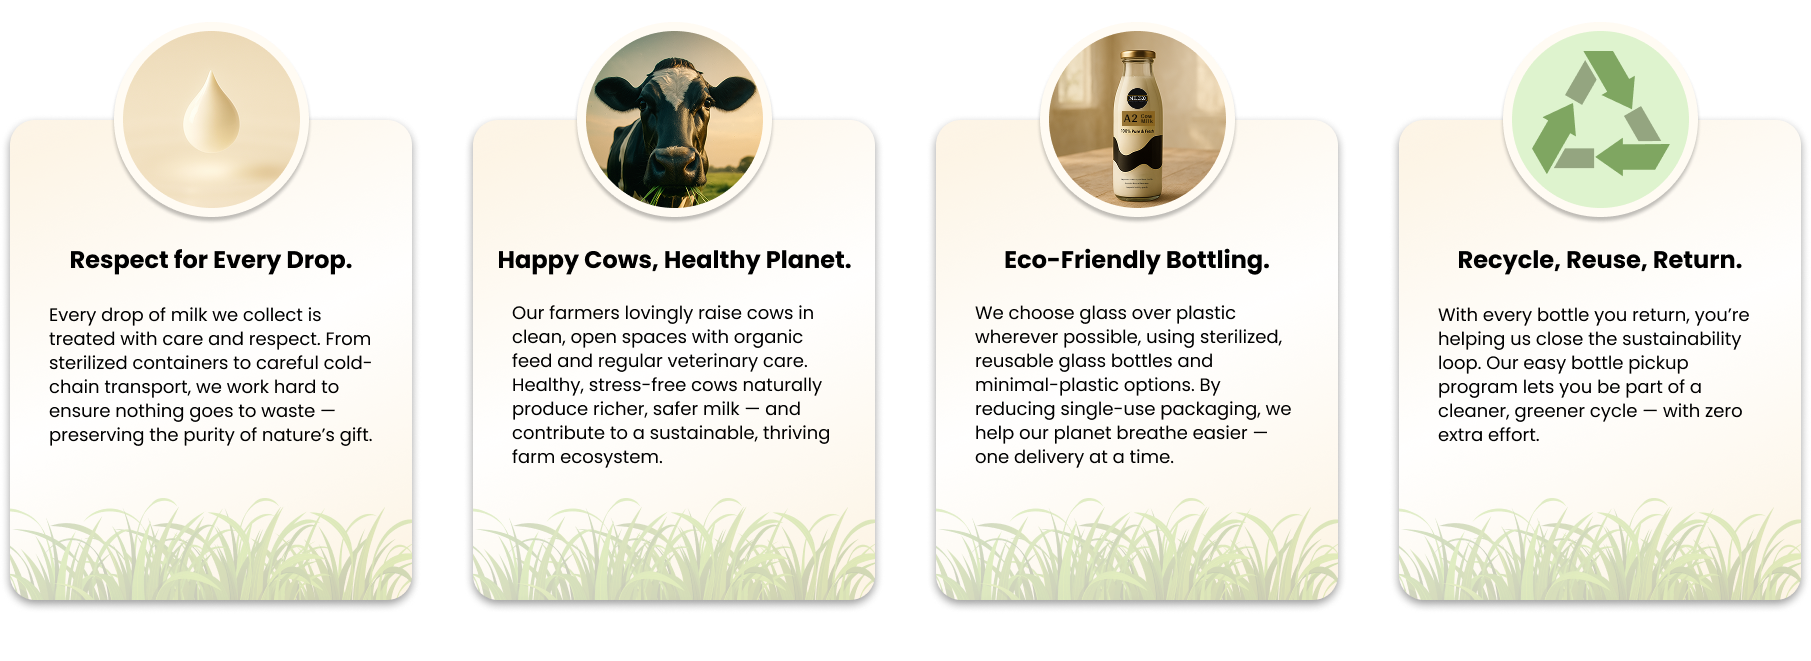 Respect for Every Drop.
Every drop of milk we collect is
treated with care and respect. From
sterilized containers to careful cold-
chain transport, we work hard to
ensure nothing goes to waste —
preserving the purity of nature’s gift.
Happy Cows, Healthy Planet.
Our farmers lovingly raise cows in
clean, open spaces with organic
feed and regular veterinary care.
Healthy, stress-free cows naturally
produce richer, safer milk — and
contribute to a sustainable, thriving
farm ecosystem.
A2 Cow
Milk
100% Pure & Fresh
Eco-Friendly Bottling.
We choose glass over plastic
wherever possible, using sterilized,
reusable glass bottles and
minimal-plastic options. By
reducing single-use packaging, we
help our planet breathe easier —
one delivery at a time.
Recycle, Reuse, Return.
With every bottle you return, you’re
helping us close the sustainability
loop. Our easy bottle pickup
program lets you be part of a
cleaner, greener cycle — with zero
extra effort.